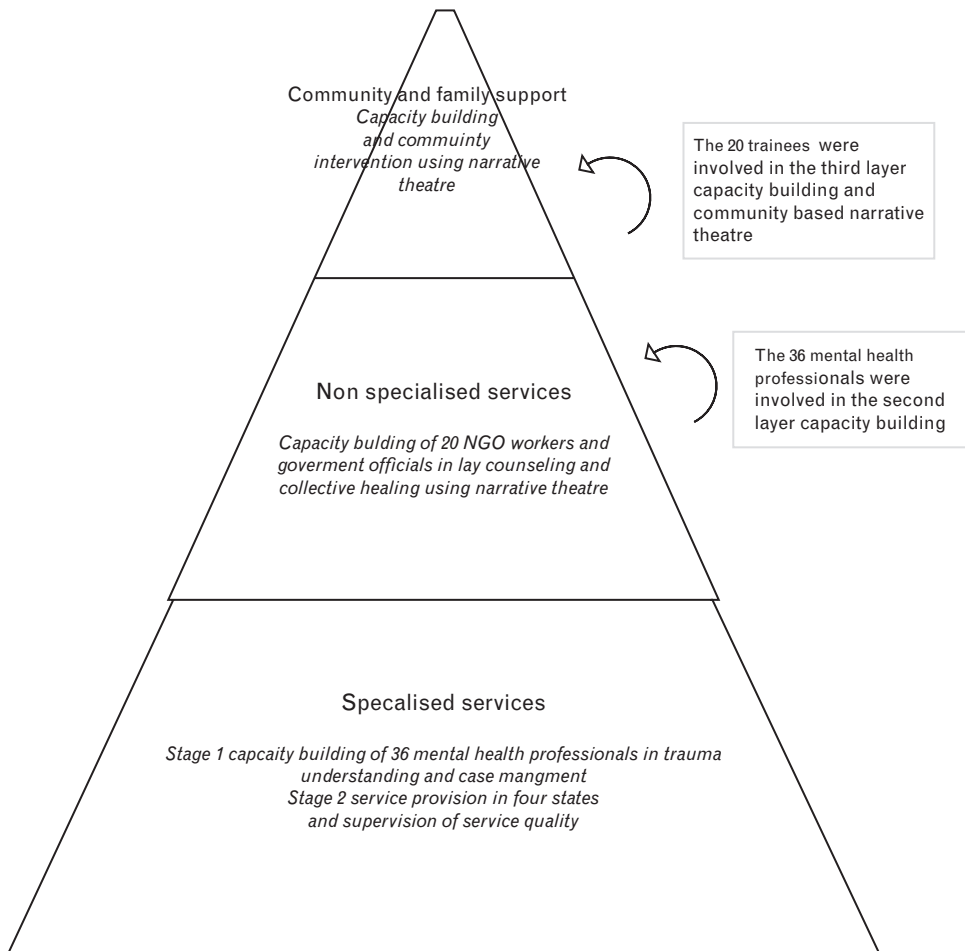 Community and family support
Capacity building
and commuinty
intervention using narrative
theatre
The 20 trainees were
involved in the third layer
capacity building and
community based narrative
theatre
The 36 mental health
professionals were
involved in the second
layer capacity building
Non specialised services
Capacity bulding of 20 NGO workers and
goverment officials in lay counseling and
collective healing using narrative theatre
Specalised services
Stage 1 capcaity building of 36 mental health professionals in trauma
understanding and case mangment
Stage 2 service provision in four states
and supervision of service quality